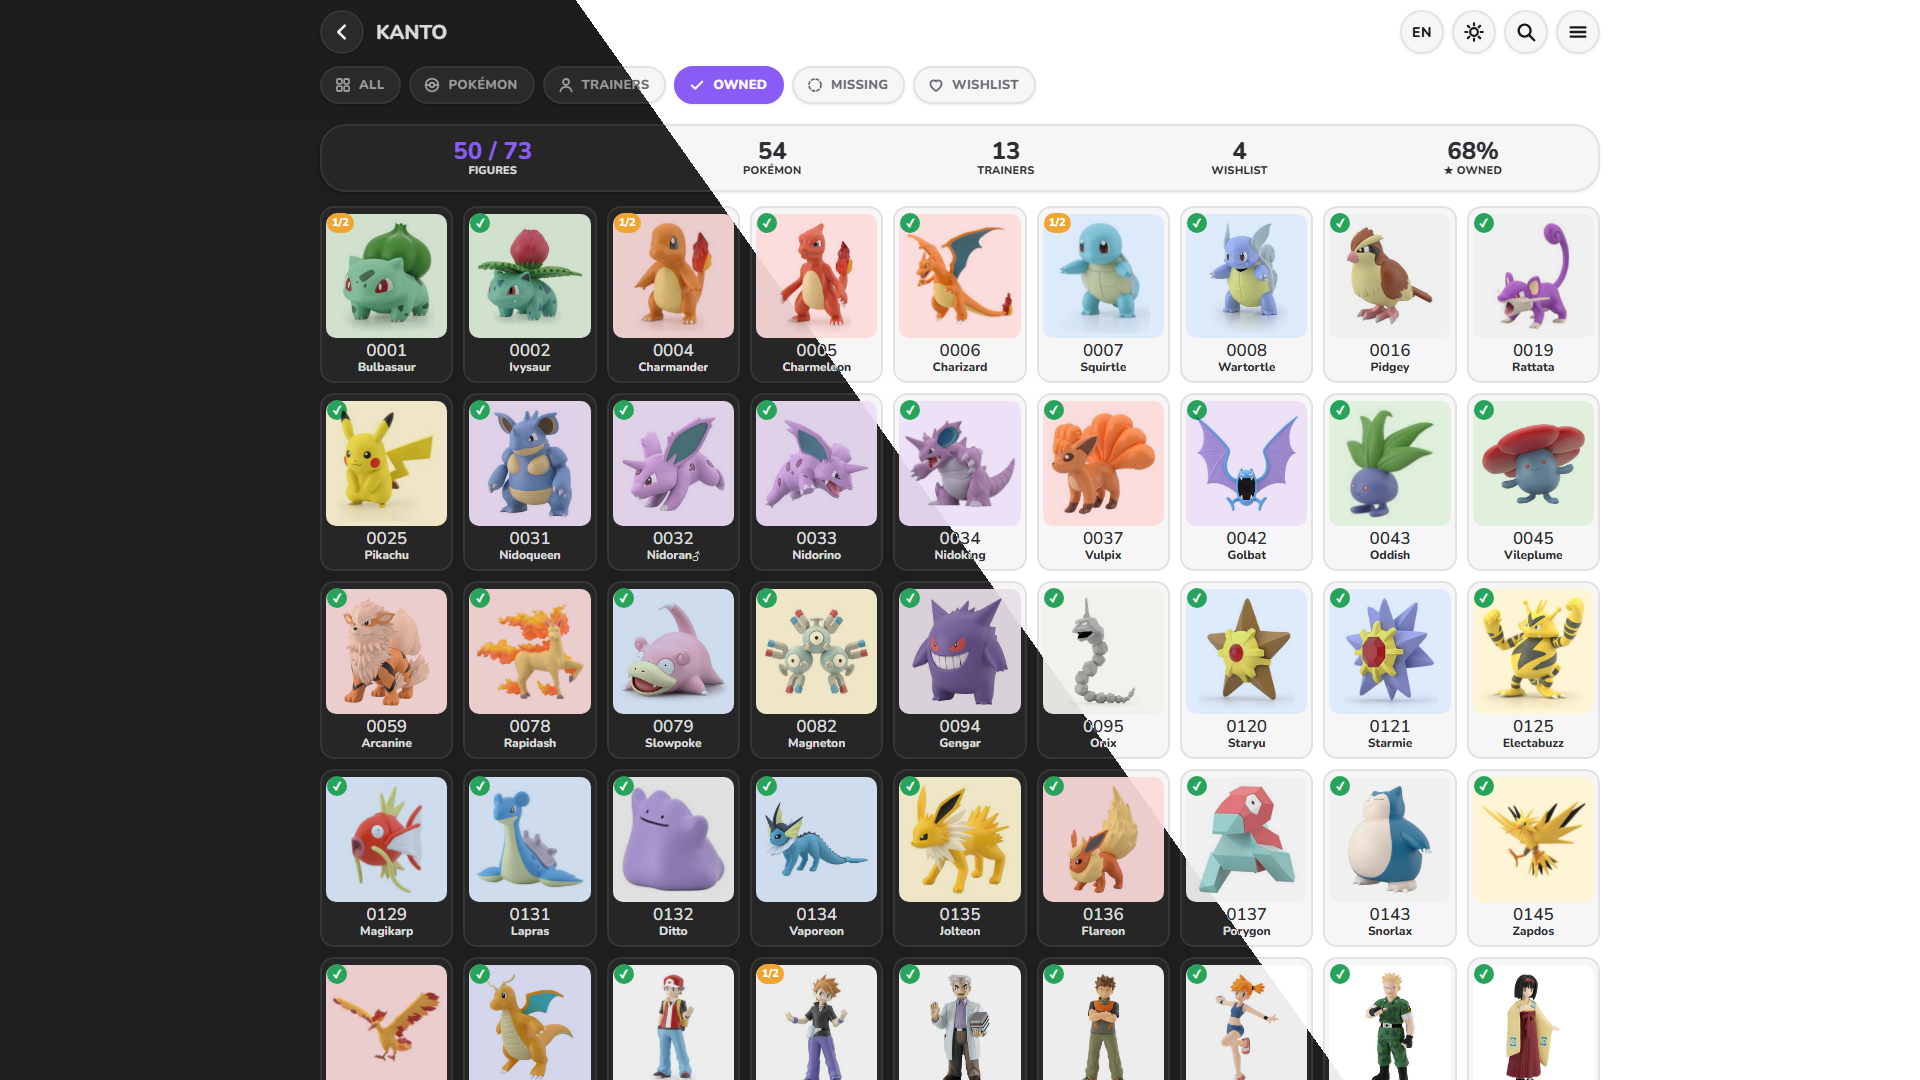 KANTO
EN
ALL
POKÉMON
TRAINERS
OWNED
MISSING
WISHLIST
50 / 73
FIGURES
54
POKÉMON
13
TRAINERS
4
WISHLIST
68%
★ OWNED
1/2
1/2
1/2
0001
Bulbasaur
0002
Ivysaur
0004
Charmander
0005
Charmeleon
0006
Charizard
0007
Squirtle
0008
Wartortle
0016
Pidgey
0019
Rattata
0025
Pikachu
0031
Nidoqueen
0032
Nidoran♂
0033
Nidorino
0034
Nidoking
0037
Vulpix
0042
Golbat
0043
Oddish
0045
Vileplume
0059
Arcanine
0078
Rapidash
0079
Slowpoke
0082
Magneton
0094
Gengar
0095
Onix
0120
Staryu
0121
Starmie
0125
Electabuzz
0129
Magikarp
0131
Lapras
0132
Ditto
0134
Vaporeon
0135
Jolteon
0136
Flareon
0137
Porygon
0143
Snorlax
0145
Zapdos
1/2